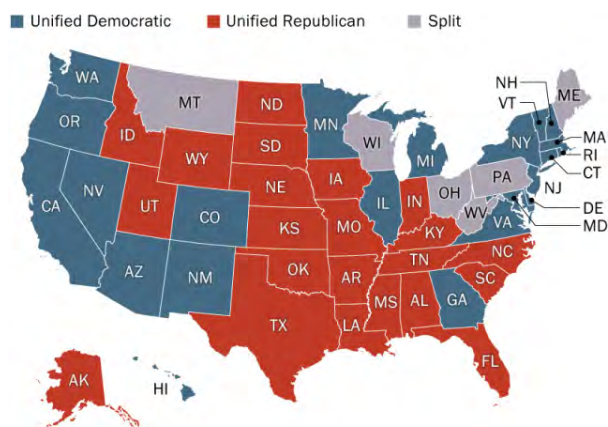 Unified Democratic Unified Republican Split
WA
MT
ND
MN
NH
VT
ME
OR
ID
SD
WI
MI
NY
MA
RI
CT
WY
NE
IA
PA
NJ
NV
UT
CO
IL
IN
OH
WV
VA
DE
MD
CA
KS
MO
KY
AZ
NM
OK
AR
TN
NC
SC
TX
LA
MS
AL
GA
FL
AK
HI